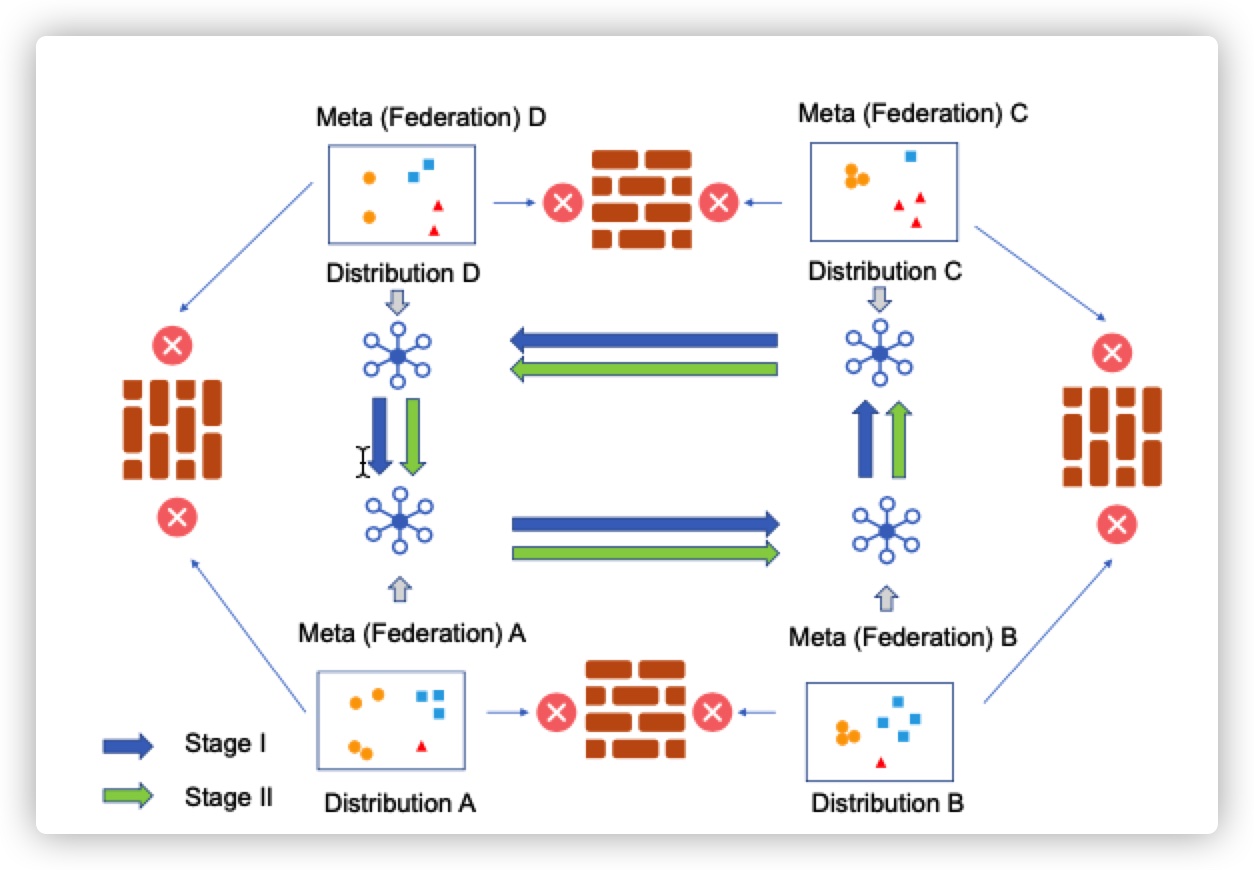 Meta (Federation) D
Meta (Federation) C
Distribution D
Distribution C
Meta (Federation) A
Meta (Federation) B
Stage I
Stage II
Distribution A
Distribution B